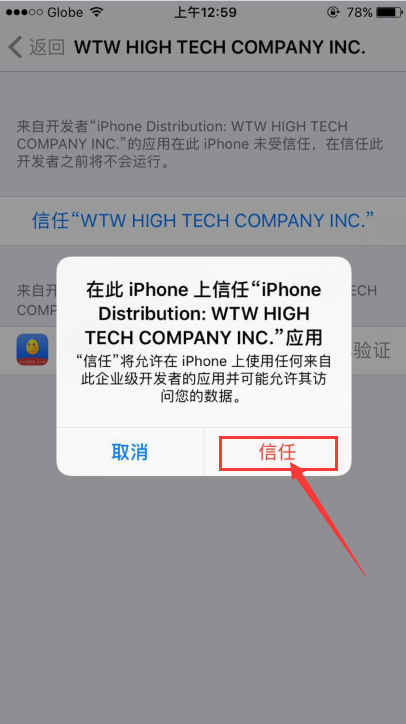 Globe 上午12:59 78%
返回 WTW HIGH TECH COMPANY INC.
来自开发者“iPhone Distribution: WTW HIGH TECH
COMPANY INC.”的应用在此 iPhone 未受信任，在信任此
开发者之前将不会运行。
信任“WTW HIGH TECH COMPANY INC.”
来自开
TECH
COM
验证
在此 iPhone 上信任“iPhone
Distribution: WTW HIGH
TECH COMPANY INC.”应用
“信任”将允许在 iPhone 上使用任何来自
此企业级开发者的应用并可能允许其访
问您的数据。
取消 信任